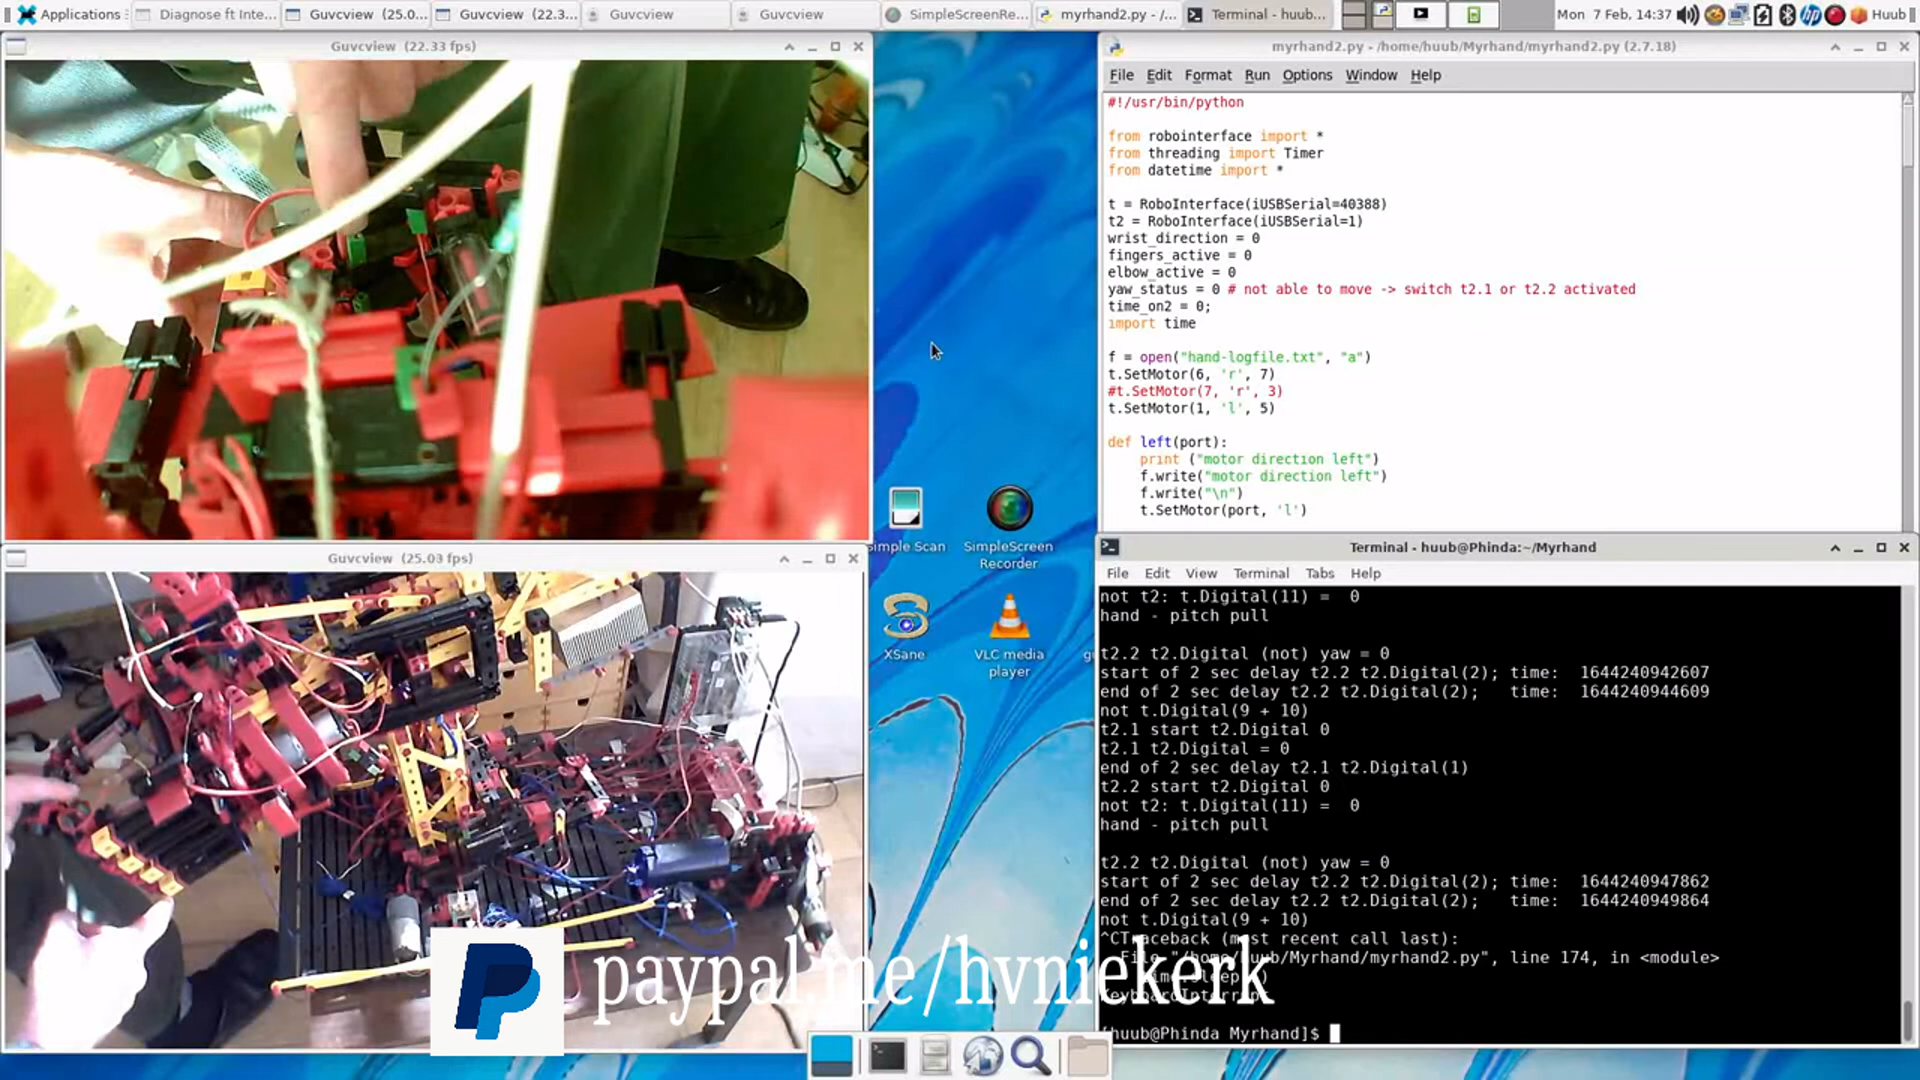 Applications
Diagnose ft Inte...
Guvcview (25.0...
Guvcview (22.3...
Guvcview
Guvcview
SimpleScreenRe...
myrhand2.py - /...
Terminal - huub...
Mon 7 Feb, 14:37
Huub
Guvcview (22.33 fps)
myrhand2.py - /home/huub/Myrhand/myrhand2.py (2.7.18)
File Edit Format Run Options Window Help
#!/usr/bin/python
from robointerface import *
from threading import Timer
from datetime import *
t = RoboInterface(iUSBSerial=40388)
t2 = RoboInterface(iUSBSerial=1)
wrist_direction = 0
fingers_active = 0
elbow_active = 0
yaw_status = 0 # not able to move -> switch t2.1 or t2.2 activated
time_on2 = 0;
import time
f = open("hand-logfile.txt", "a")
t.SetMotor(6, 'r', 7)
#t.SetMotor(7, 'r', 3)
t.SetMotor(1, 'l', 5)
def left(port):
print ("motor direction left")
f.write("motor direction left")
f.write("\n")
t.SetMotor(port, 'l')
Simple Scan
SimpleScreen
Recorder
XSane
VLC media
player
Guvcview (25.03 fps)
Terminal - huub@Phinda:~/Myrhand
File Edit View Terminal Tabs Help
not t2: t.Digital(11) = 0
hand - pitch pull
t2.2 t2.Digital (not) yaw = 0
start of 2 sec delay t2.2 t2.Digital(2); time: 1644240942607
end of 2 sec delay t2.2 t2.Digital(2); time: 1644240944609
not t.Digital(9 + 10)
t2.1 start t2.Digital 0
t2.1 t2.Digital = 0
end of 2 sec delay t2.1 t2.Digital(1)
t2.2 start t2.Digital 0
not t2: t.Digital(11) = 0
hand - pitch pull
t2.2 t2.Digital (not) yaw = 0
start of 2 sec delay t2.2 t2.Digital(2); time: 1644240947862
end of 2 sec delay t2.2 t2.Digital(2); time: 1644240949864
not t.Digital(9 + 10)
^CTraceback (most recent call last):
File "/home/huub/Myrhand/myrhand2.py", line 174, in <module>
[huub@Phinda Myrhand]$
paypal.me/hvniekerk